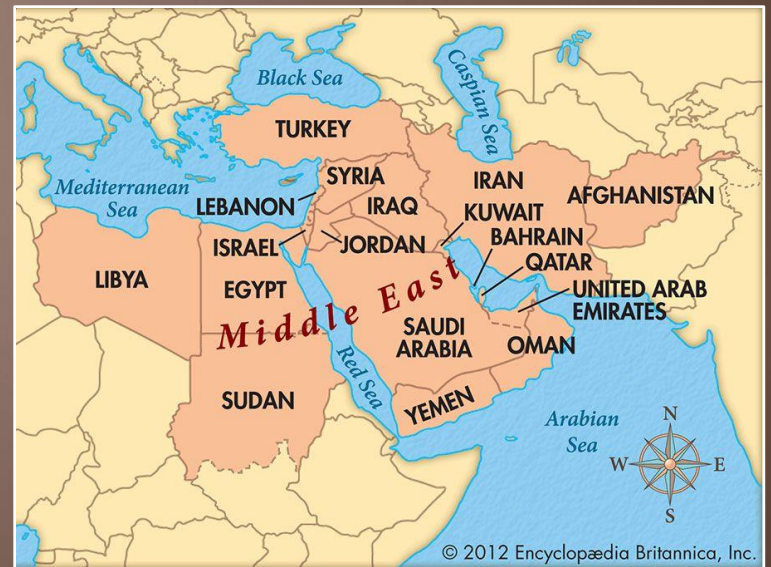 Black Sea
Caspian Sea
TURKEY
Mediterranean
Sea
SYRIA
LEBANON
IRAQ
IRAN
AFGHANISTAN
KUWAIT
BAHRAIN
QATAR
ISRAEL
JORDAN
LIBYA
EGYPT
UNITED ARAB
EMIRATES
Middle East
SAUDI
ARABIA
OMAN
Red Sea
SUDAN
YEMEN
Arabian
Sea
N
W
E
S
© 2012 Encyclopædia Britannica, Inc.